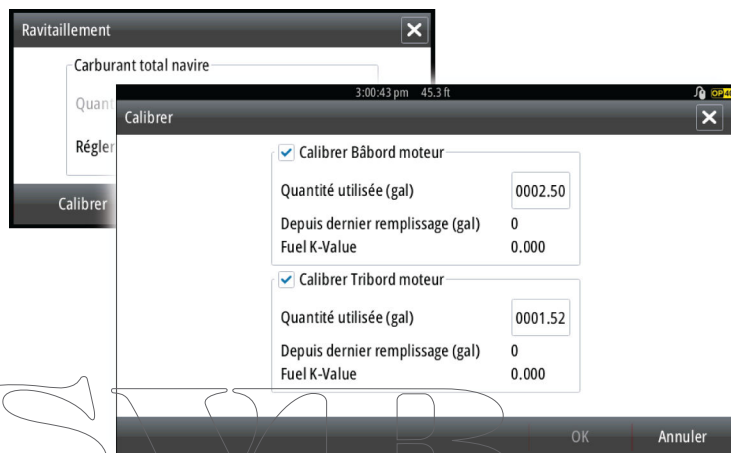 Ravitaillement
Carburant total navire
Régler
Calibrer
3:00:43 pm 45.3 ft
Calibrer
Calibrer Bâbord moteur
Quantité utilisée (gal) 0002.50
Depuis dernier remplissage (gal) 0
Fuel K-Value 0.000
Calibrer Tribord moteur
Quantité utilisée (gal) 0001.52
Depuis dernier remplissage (gal) 0
Fuel K-Value 0.000
OK Annuler